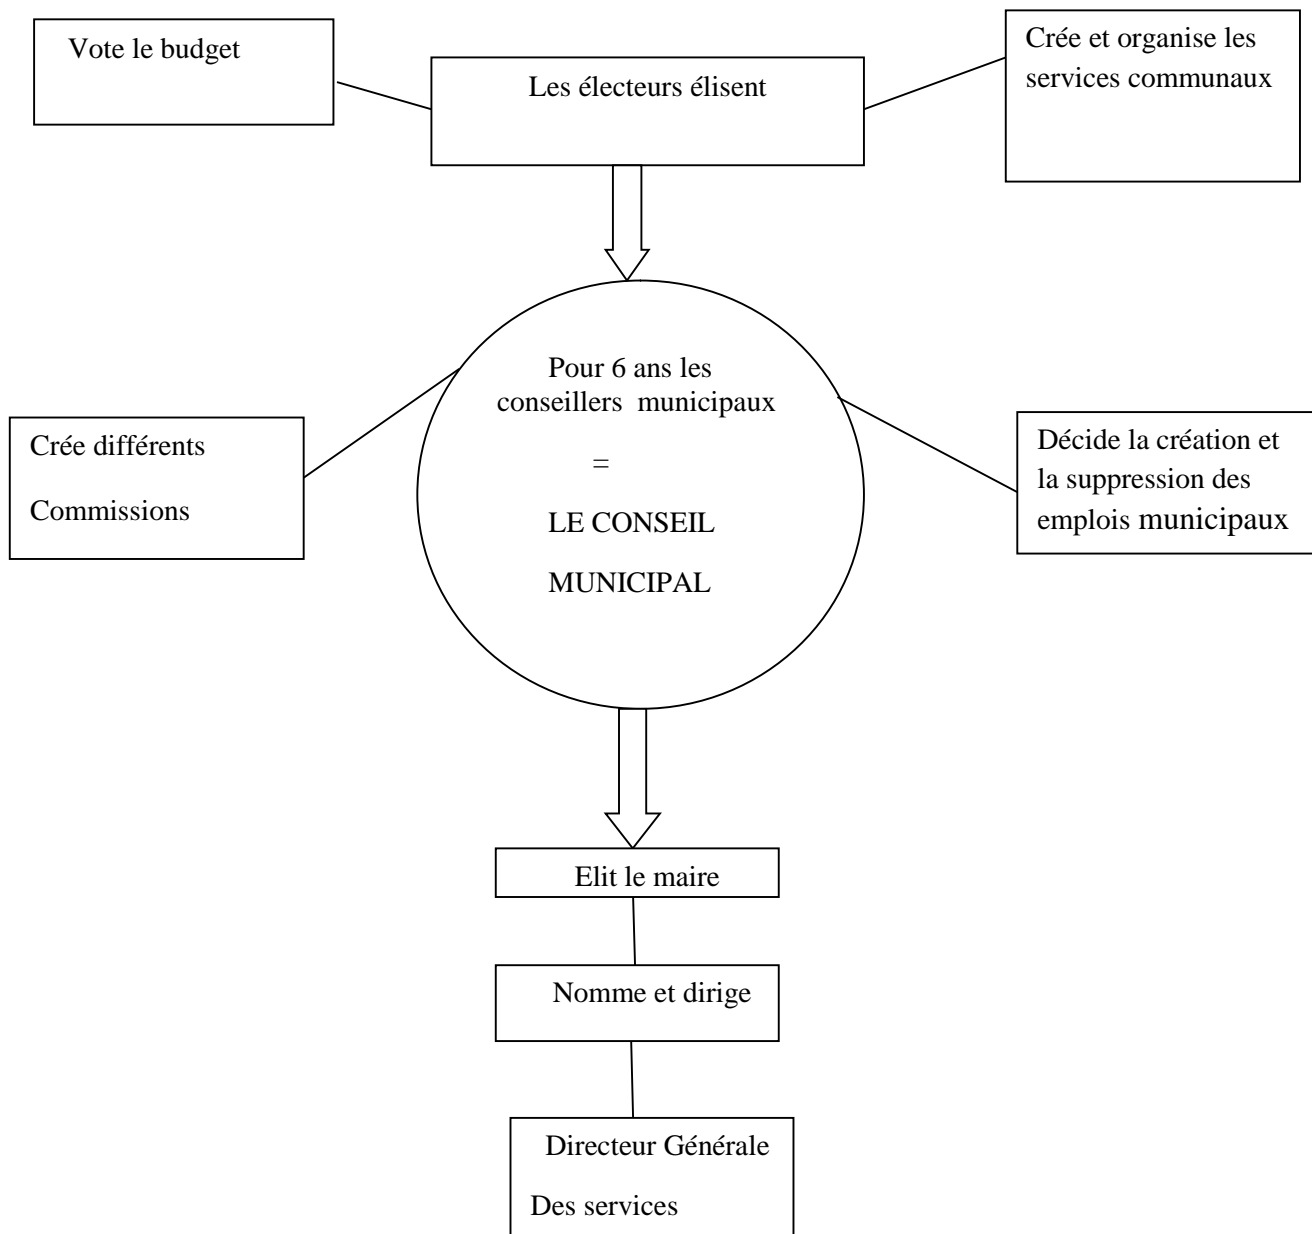 Vote le budget
Les électeurs élisent
Crée et organise les
services communaux
Pour 6 ans les
conseillers municipaux
=
LE CONSEIL
MUNICIPAL
Crée différents
Commissions
Décide la création et
la suppression des
emplois municipaux
Elit le maire
Nomme et dirige
Directeur Générale
Des services